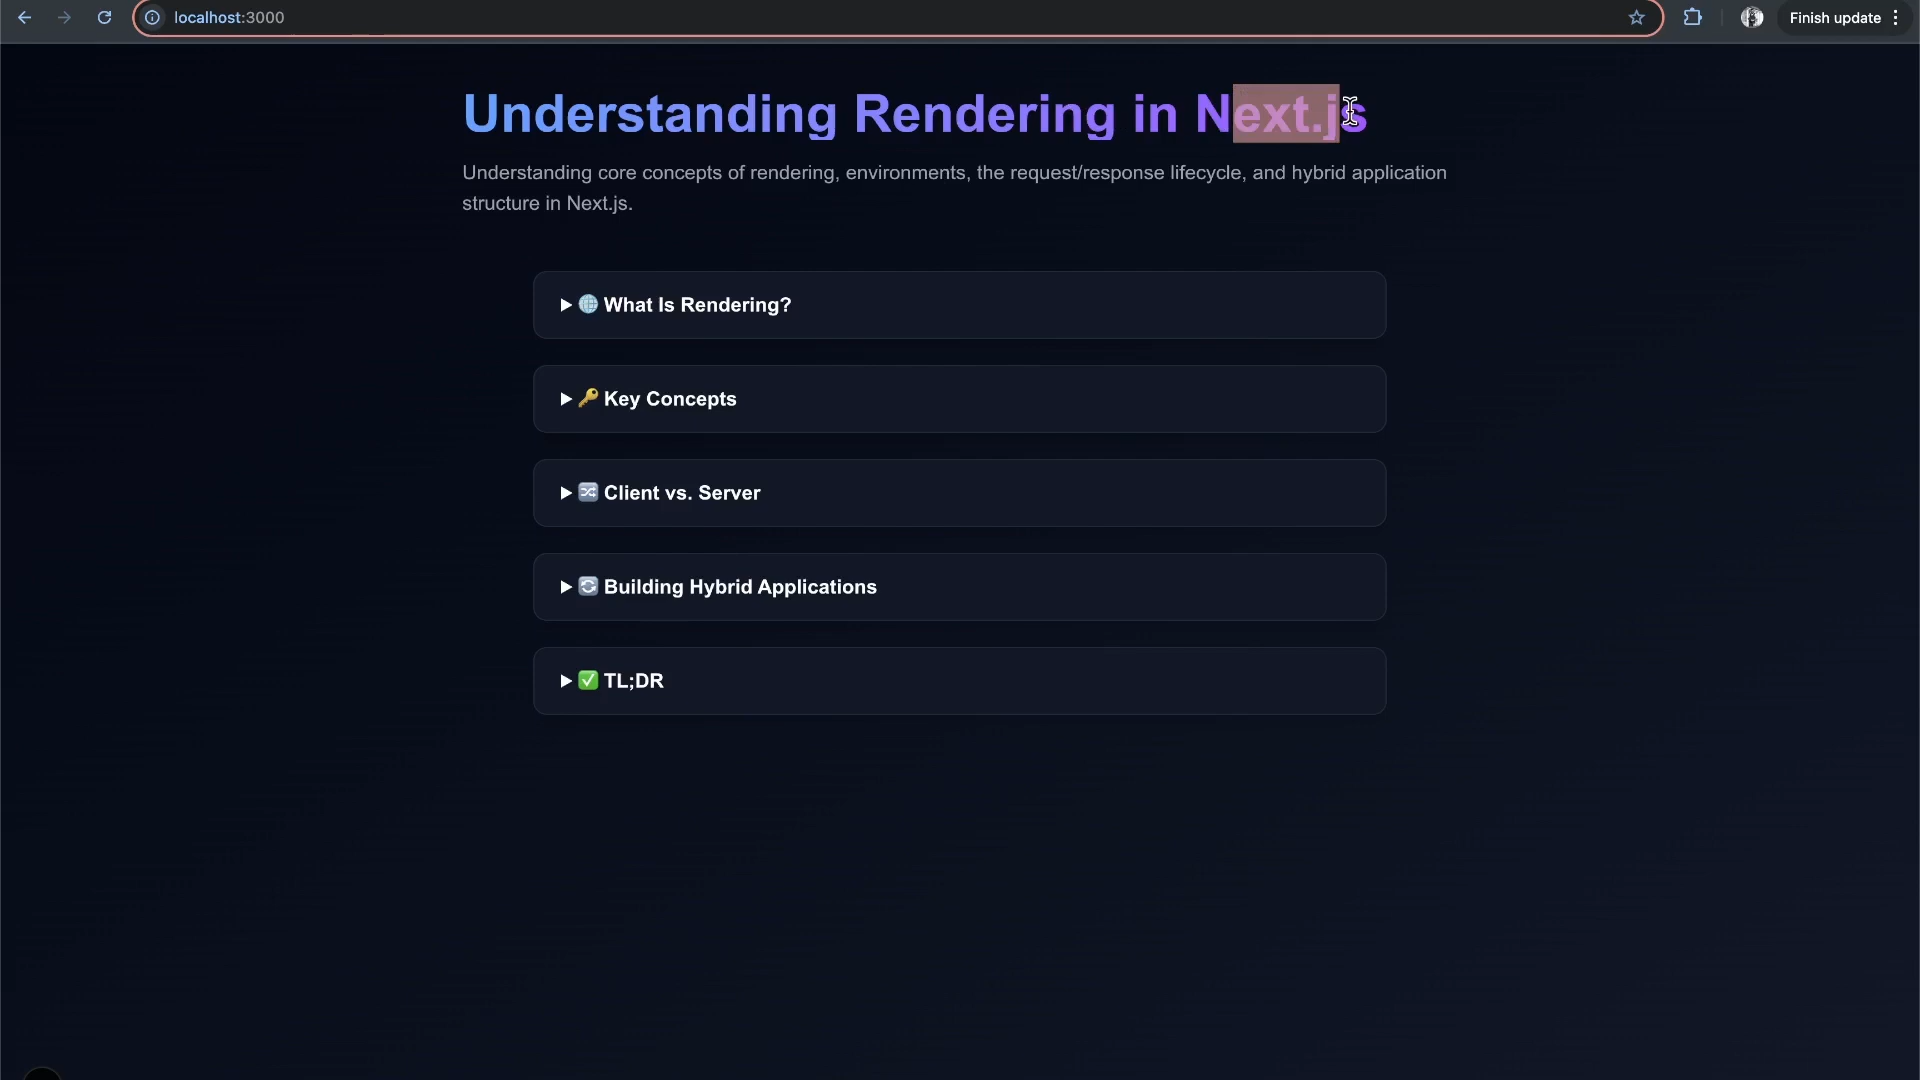 localhost:3000
Finish update
Understanding Rendering in Next.js
Understanding core concepts of rendering, environments, the request/response lifecycle, and hybrid application
structure in Next.js.
What Is Rendering?
Key Concepts
Client vs. Server
Building Hybrid Applications
TL;DR